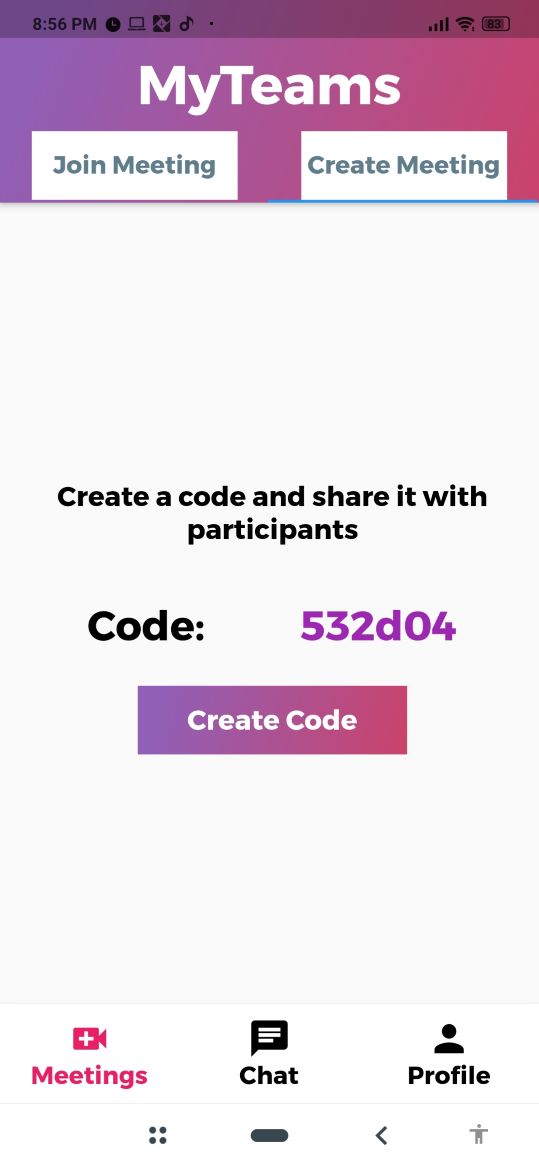 8:56 PM
83
MyTeams
Join Meeting
Create Meeting
Create a code and share it with
participants
Code:
532d04
Create Code
Meetings
Chat
Profile